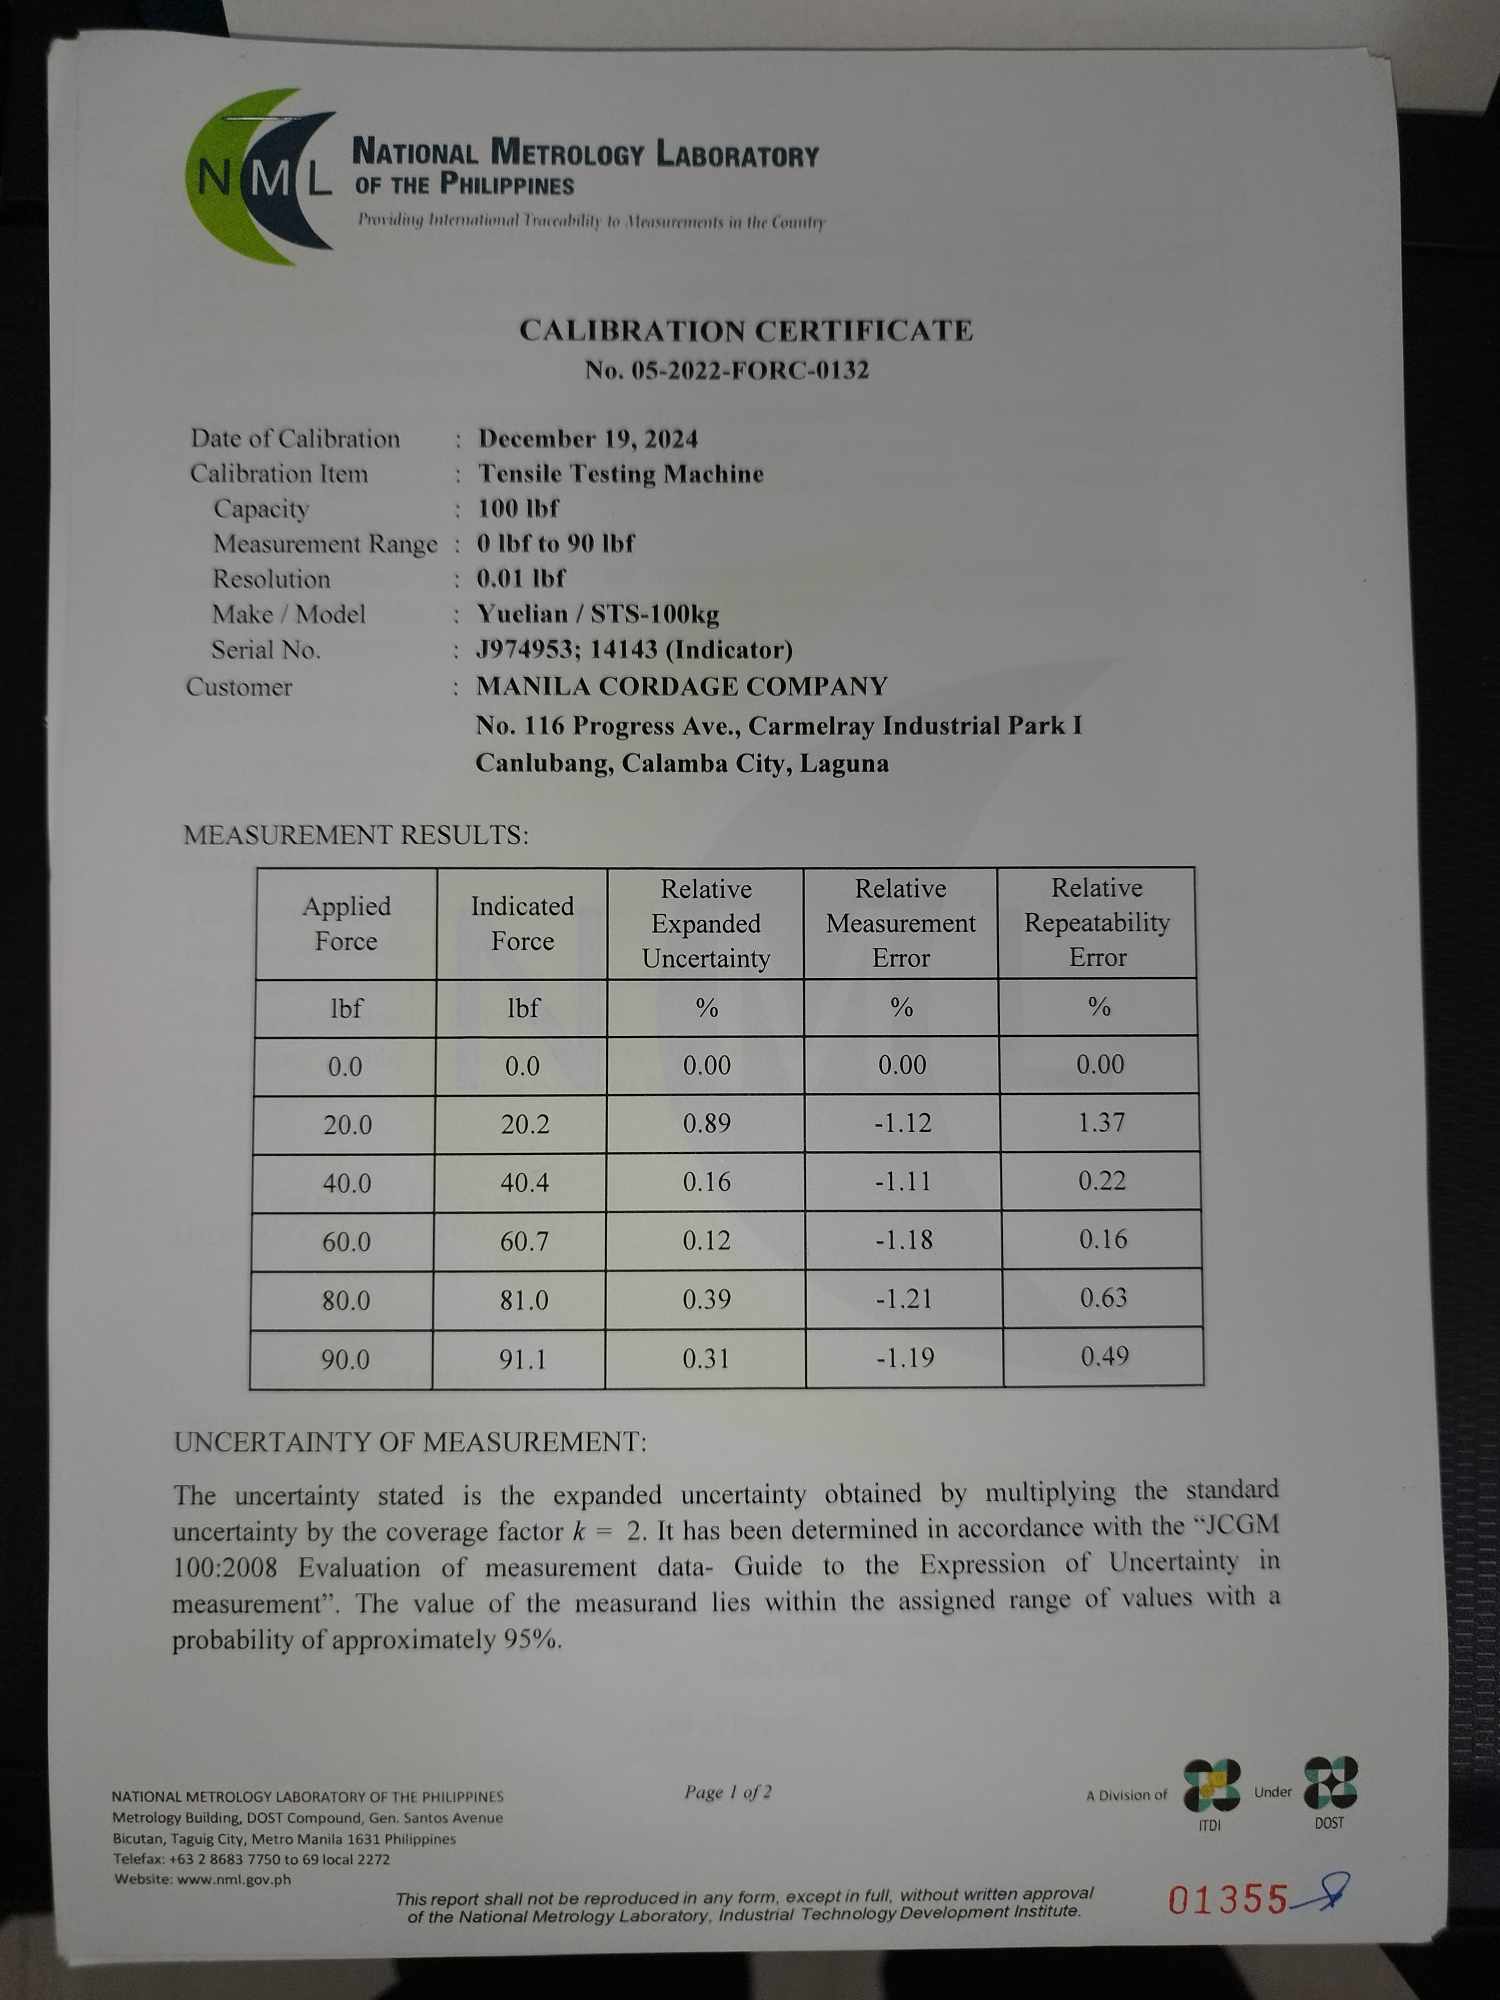 NML
NATIONAL METROLOGY LABORATORY
OF THE PHILIPPINES
Providing International Traceability to Measurements in the Country
CALIBRATION CERTIFICATE
No. 05-2022-FORC-0132
Date of Calibration : December 19, 2024
Calibration Item : Tensile Testing Machine
Capacity : 100 lbf
Measurement Range : 0 lbf to 90 lbf
Resolution : 0.01 lbf
Make / Model : Yuelian / STS-100kg
Serial No. : J974953; 14143 (Indicator)
Customer : MANILA CORDAGE COMPANY
No. 116 Progress Ave., Carmelray Industrial Park I
Canlubang, Calamba City, Laguna
MEASUREMENT RESULTS:
Applied Force Indicated Force Relative Expanded Uncertainty Relative Measurement Error Relative Repeatability Error
lbf lbf % % %
0.0 0.0 0.00 0.00 0.00
20.0 20.2 0.89 -1.12 1.37
40.0 40.4 0.16 -1.11 0.22
60.0 60.7 0.12 -1.18 0.16
80.0 81.0 0.39 -1.21 0.63
90.0 91.1 0.31 -1.19 0.49
UNCERTAINTY OF MEASUREMENT:
The uncertainty stated is the expanded uncertainty obtained by multiplying the standard
uncertainty by the coverage factor k = 2. It has been determined in accordance with the “JCGM
100:2008 Evaluation of measurement data- Guide to the Expression of Uncertainty in
measurement”. The value of the measurand lies within the assigned range of values with a
probability of approximately 95%.
NATIONAL METROLOGY LABORATORY OF THE PHILIPPINES
Metrology Building, DOST Compound, Gen. Santos Avenue
Bicutan, Taguig City, Metro Manila 1631 Philippines
Telefax: +63 2 8683 7750 to 69 local 2272
Website: www.nml.gov.ph
Page 1 of 2
A Division of ITDI Under DOST
This report shall not be reproduced in any form, except in full, without written approval
of the National Metrology Laboratory, Industrial Technology Development Institute.
01355